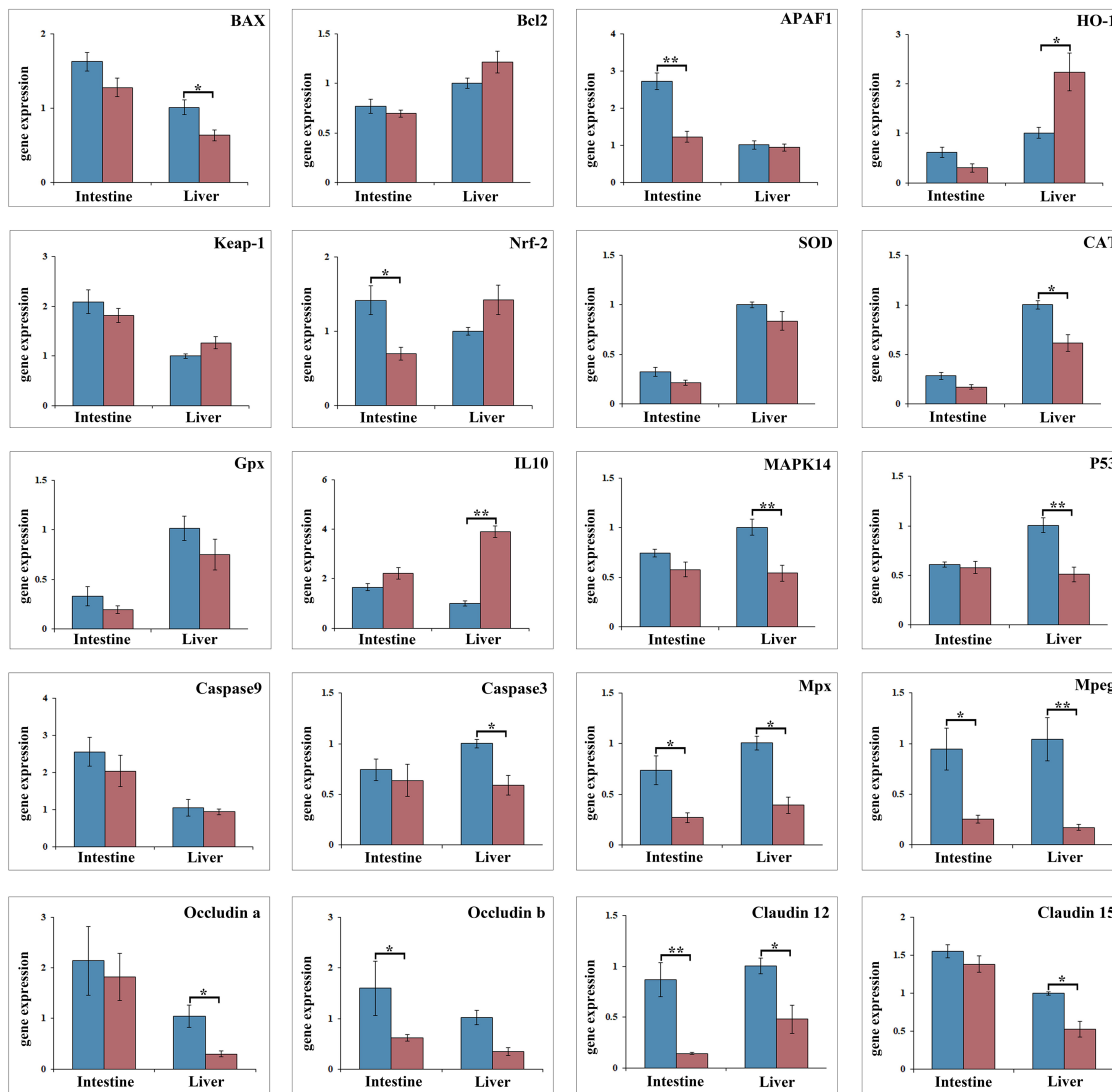 BAX
gene expression
2
1
0
*
Intestine Liver
Bcl2
gene expression
1.5
1
0.5
0
Intestine Liver
APAF1
gene expression
4
3
2
1
0
**
Intestine Liver
HO-1
gene expression
3
2
1
0
*
Intestine Liver
Keap-1
gene expression
3
2
1
0
Intestine Liver
Nrf-2
gene expression
2
1
0
*
Intestine Liver
SOD
gene expression
1.5
1
0.5
0
Intestine Liver
CAT
gene expression
1.5
1
0.5
0
*
Intestine Liver
Gpx
gene expression
1.5
1
0.5
0
Intestine Liver
IL10
gene expression
6
4
2
0
**
Intestine Liver
MAPK14
gene expression
1.5
1
0.5
0
**
Intestine Liver
P53
gene expression
1.5
1
0.5
0
**
Intestine Liver
Caspase9
gene expression
4
3
2
1
0
Intestine Liver
Caspase3
gene expression
1.5
1
0.5
0
*
Intestine Liver
Mpx
gene expression
1.5
1
0.5
0
* *
Intestine Liver
Mpeg
gene expression
1.5
1
0.5
0
* **
Intestine Liver
Occludin a
gene expression
3
2
1
0
*
Intestine Liver
Occludin b
gene expression
3
2
1
0
*
Intestine Liver
Claudin 12
gene expression
1.5
1
0.5
0
** *
Intestine Liver
Claudin 15
gene expression
2
1.5
1
0.5
0
*
Intestine Liver